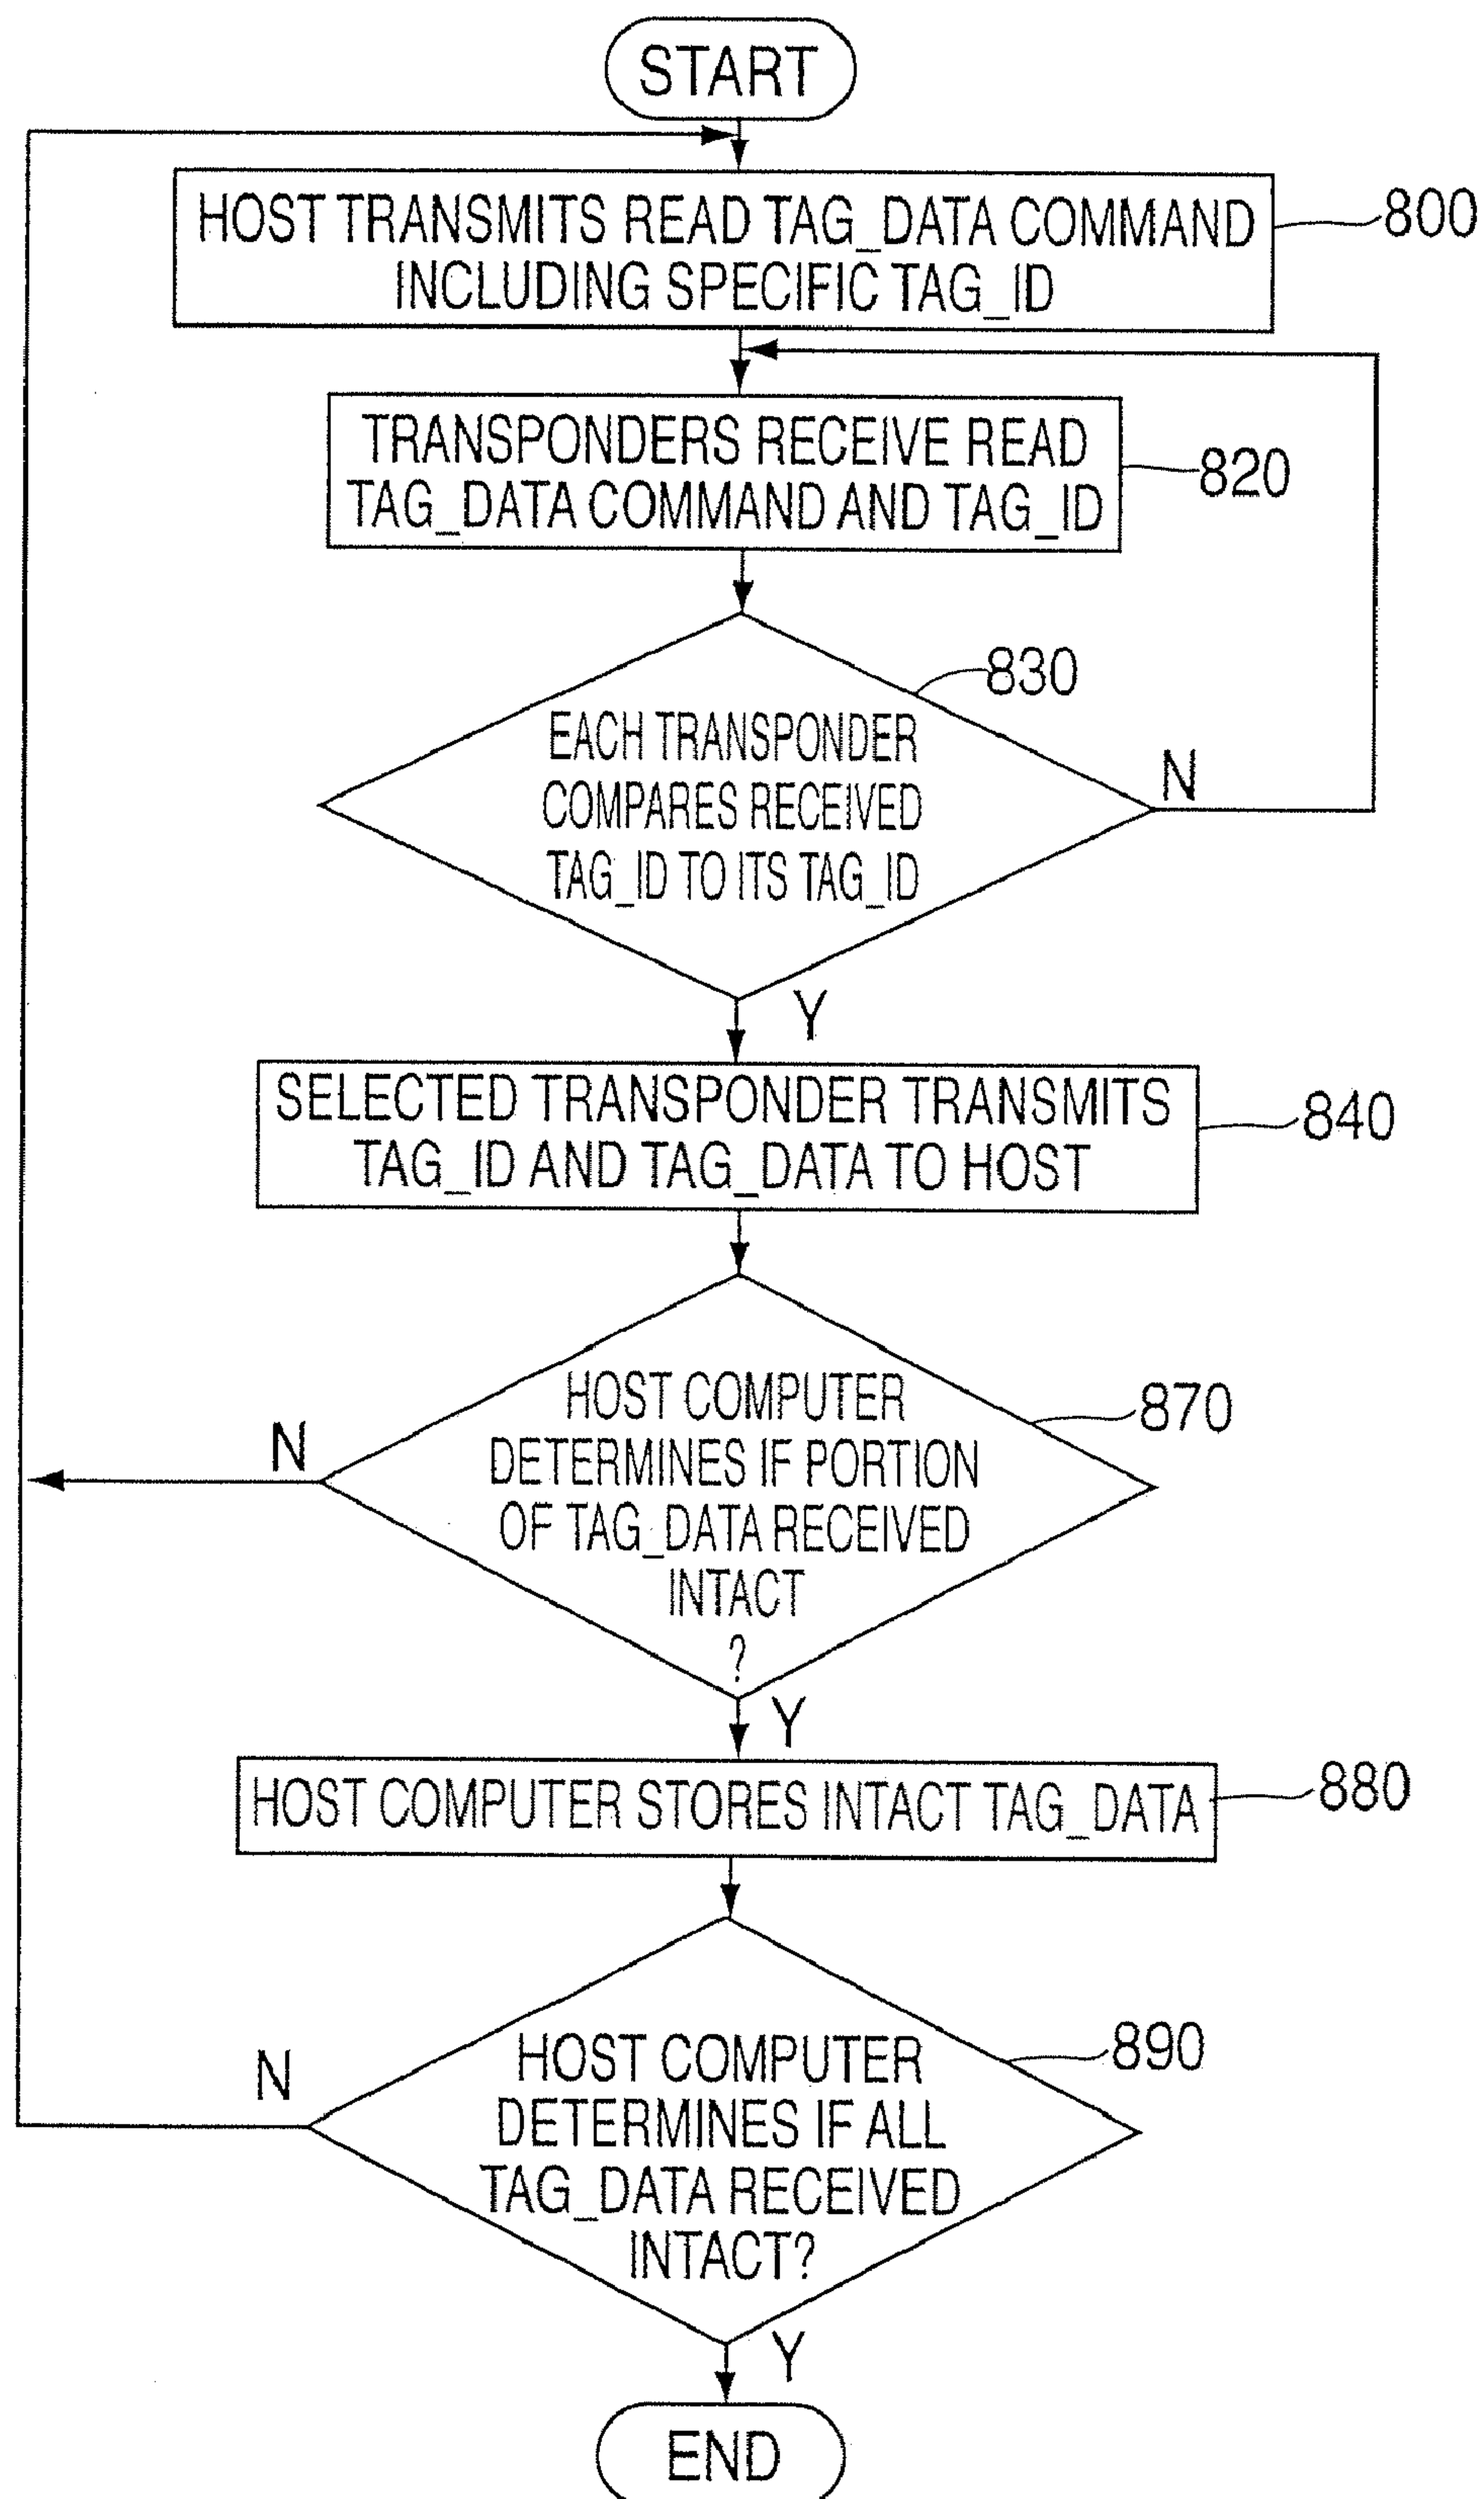 START
HOST TRANSMITS READ TAG_DATA COMMAND
INCLUDING SPECIFIC TAG_ID
800
TRANSPONDERS RECEIVE READ
TAG_DATA COMMAND AND TAG_ID
820
830
EACH TRANSPONDER
COMPARES RECEIVED
TAG_ID TO ITS TAG_ID
N
Y
SELECTED TRANSPONDER TRANSMITS
TAG_ID AND TAG_DATA TO HOST
840
HOST COMPUTER
DETERMINES IF PORTION
OF TAG_DATA RECEIVED
INTACT
?
870
N
Y
HOST COMPUTER STORES INTACT TAG_DATA
880
HOST COMPUTER
DETERMINES IF ALL
TAG_DATA RECEIVED
INTACT?
890
N
Y
END